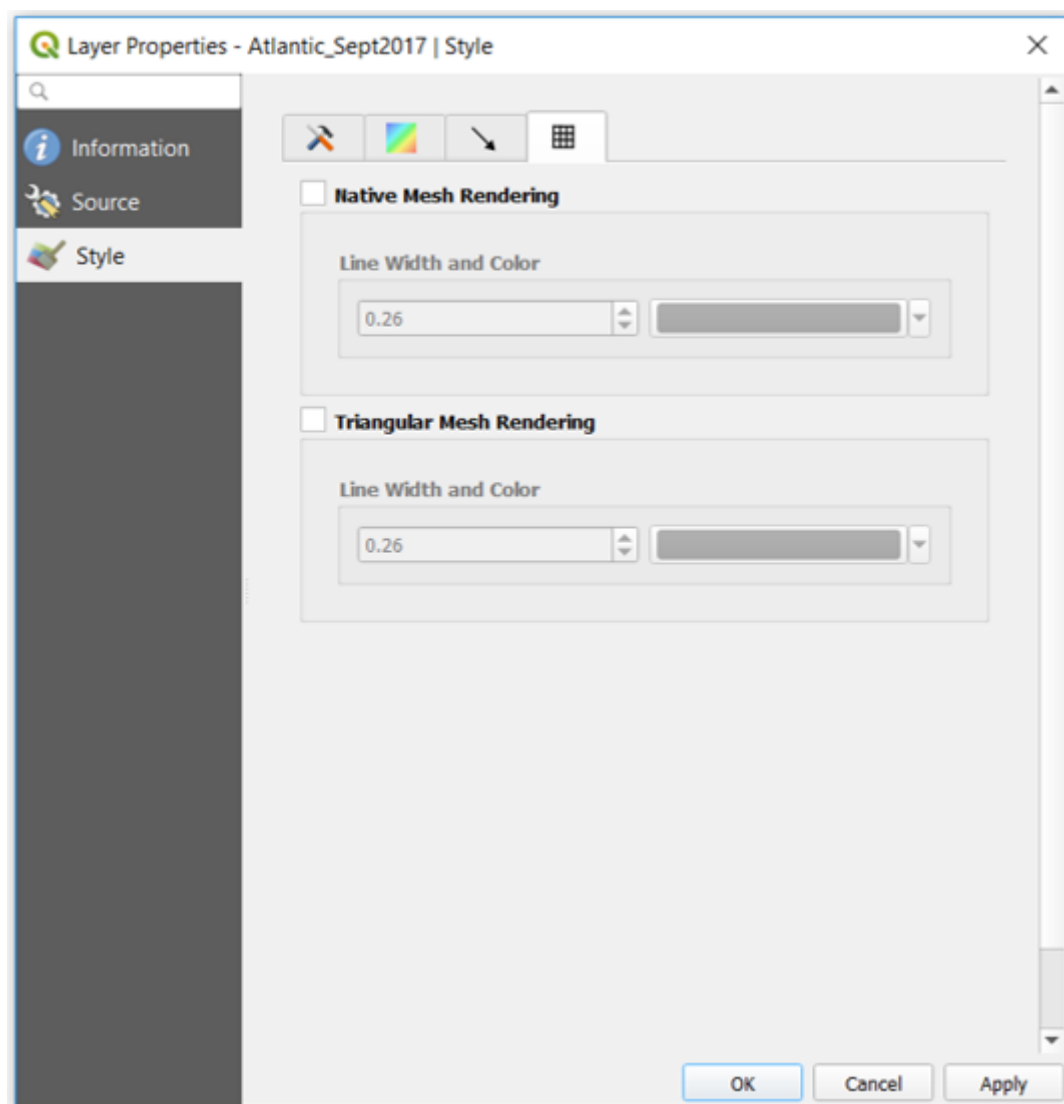 Layer Properties - Atlantic_Sept2017 | Style
Information
Source
Style
Native Mesh Rendering
Line Width and Color
0.26
Triangular Mesh Rendering
Line Width and Color
0.26
OK Cancel Apply